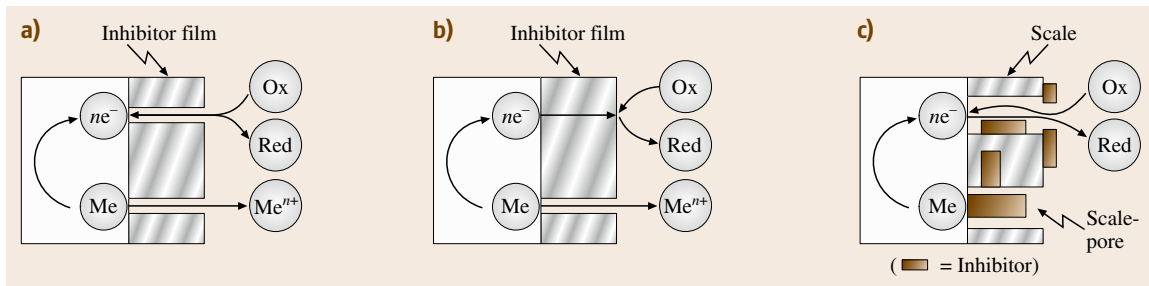 a)
Inhibitor film
ne⁻
Ox
Red
Me
Meⁿ⁺
b)
Inhibitor film
ne⁻
Ox
Red
Me
Meⁿ⁺
c)
Scale
ne⁻
Ox
Red
Me
Scale-
pore
( = Inhibitor)